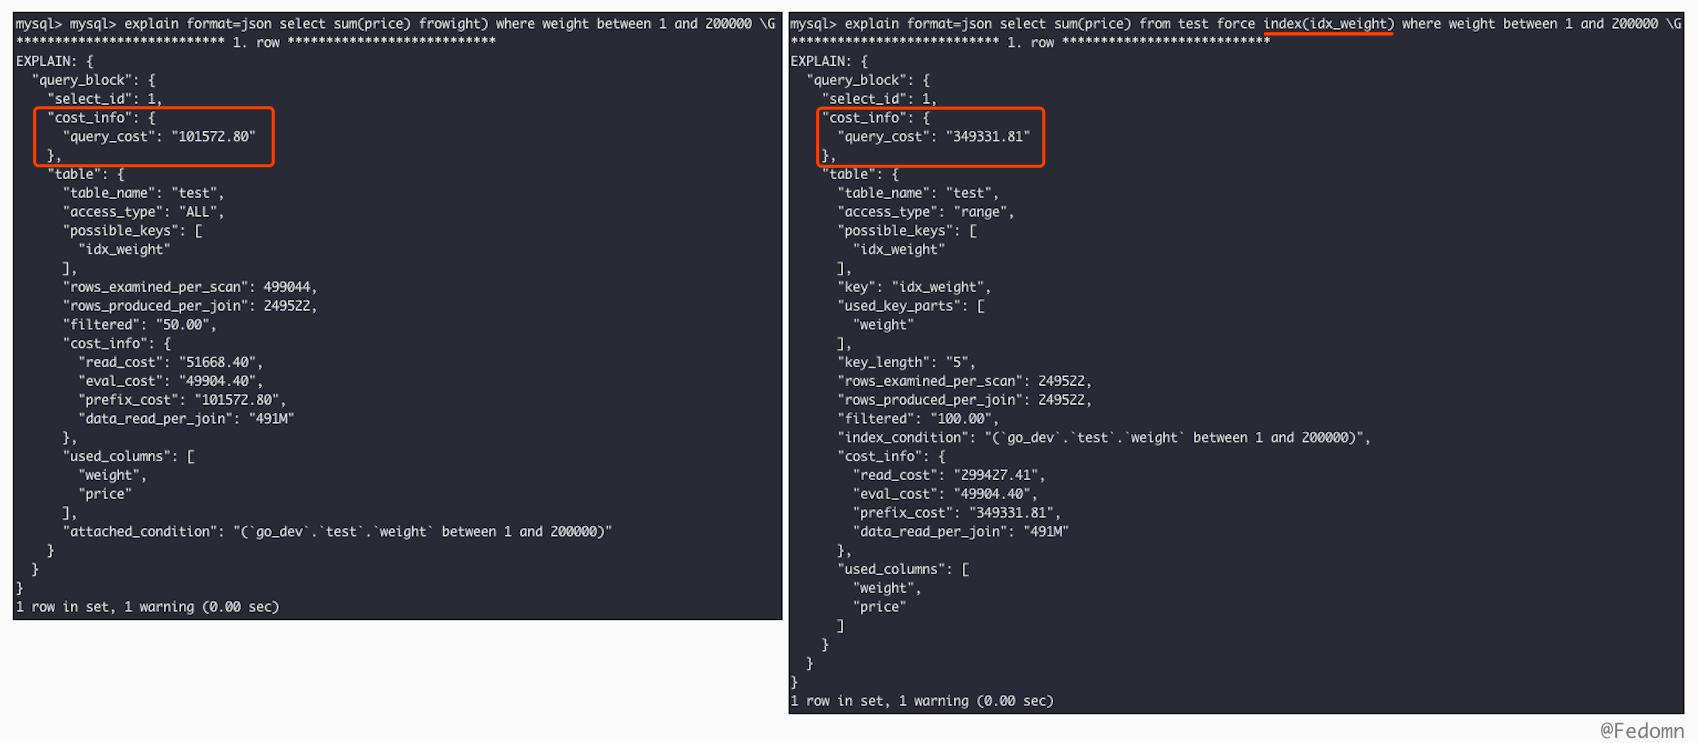 mysql> mysql> explain format=json select sum(price) frowight) where weight between 1 and 200000 \G
*************************** 1. row ***************************
EXPLAIN: {
  "query_block": {
    "select_id": 1,
    "cost_info": {
      "query_cost": "101572.80"
    },
    "table": {
      "table_name": "test",
      "access_type": "ALL",
      "possible_keys": [
        "idx_weight"
      ],
      "rows_examined_per_scan": 499044,
      "rows_produced_per_join": 249522,
      "filtered": "50.00",
      "cost_info": {
        "read_cost": "51668.40",
        "eval_cost": "49904.40",
        "prefix_cost": "101572.80",
        "data_read_per_join": "491M"
      },
      "used_columns": [
        "weight",
        "price"
      ],
      "attached_condition": "(`go_dev`.`test`.`weight` between 1 and 200000)"
    }
  }
}
1 row in set, 1 warning (0.00 sec)
mysql> explain format=json select sum(price) from test force index(idx_weight) where weight between 1 and 200000 \G
*************************** 1. row ***************************
EXPLAIN: {
  "query_block": {
    "select_id": 1,
    "cost_info": {
      "query_cost": "349331.81"
    },
    "table": {
      "table_name": "test",
      "access_type": "range",
      "possible_keys": [
        "idx_weight"
      ],
      "key": "idx_weight",
      "used_key_parts": [
        "weight"
      ],
      "key_length": "5",
      "rows_examined_per_scan": 249522,
      "rows_produced_per_join": 249522,
      "filtered": "100.00",
      "index_condition": "(`go_dev`.`test`.`weight` between 1 and 200000)",
      "cost_info": {
        "read_cost": "299427.41",
        "eval_cost": "49904.40",
        "prefix_cost": "349331.81",
        "data_read_per_join": "491M"
      },
      "used_columns": [
        "weight",
        "price"
      ]
    }
  }
}
1 row in set, 1 warning (0.00 sec)
@Fedomn